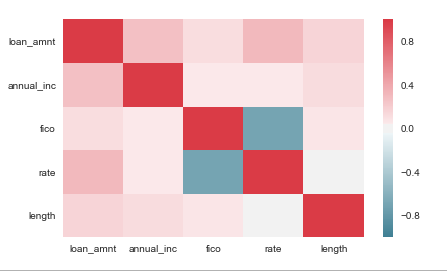 loan_amnt
annual_inc
fico
rate
length
loan_amnt annual_inc fico rate length
0.8
0.4
0.0
−0.4
−0.8